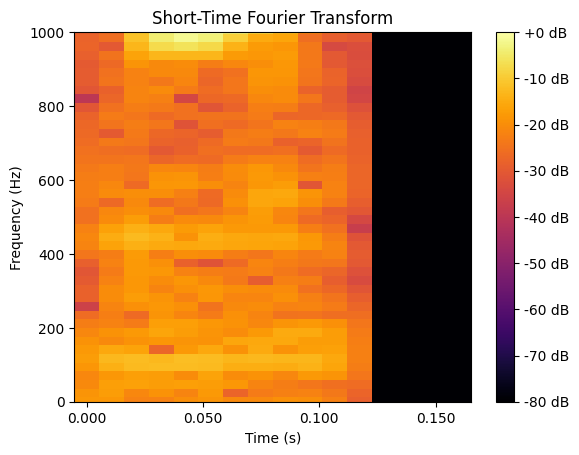 Short-Time Fourier Transform
Frequency (Hz)
1000
800
600
400
200
0
0.000
0.050
0.100
0.150
Time (s)
+0 dB
-10 dB
-20 dB
-30 dB
-40 dB
-50 dB
-60 dB
-70 dB
-80 dB